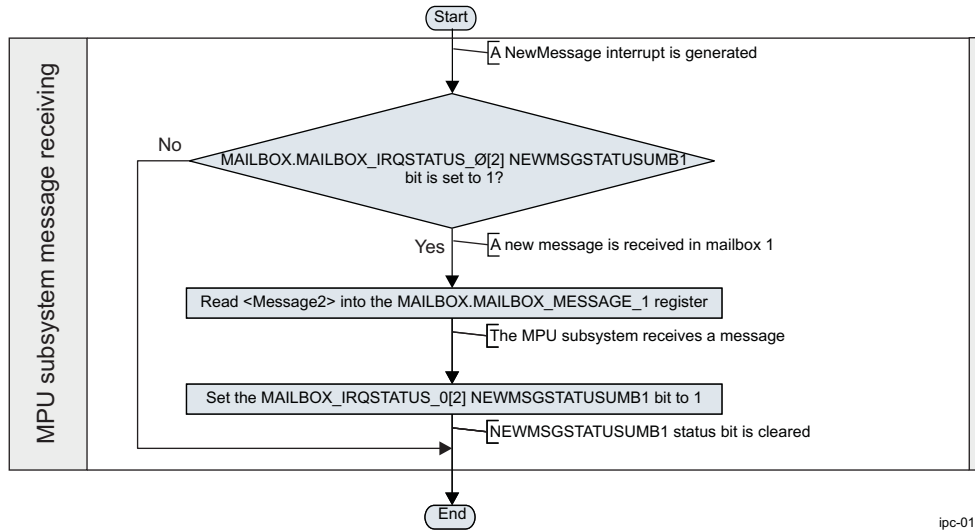 Start
A NewMessage interrupt is generated
MPU subsystem message receiving
No
MAILBOX.MAILBOX_IRQSTATUS_Ø[2] NEWMSGSTATUSUMB1
bit is set to 1?
Yes
A new message is received in mailbox 1
Read <Message2> into the MAILBOX.MAILBOX_MESSAGE_1 register
The MPU subsystem receives a message
Set the MAILBOX_IRQSTATUS_0[2] NEWMSGSTATUSUMB1 bit to 1
NEWMSGSTATUSUMB1 status bit is cleared
End
ipc-01